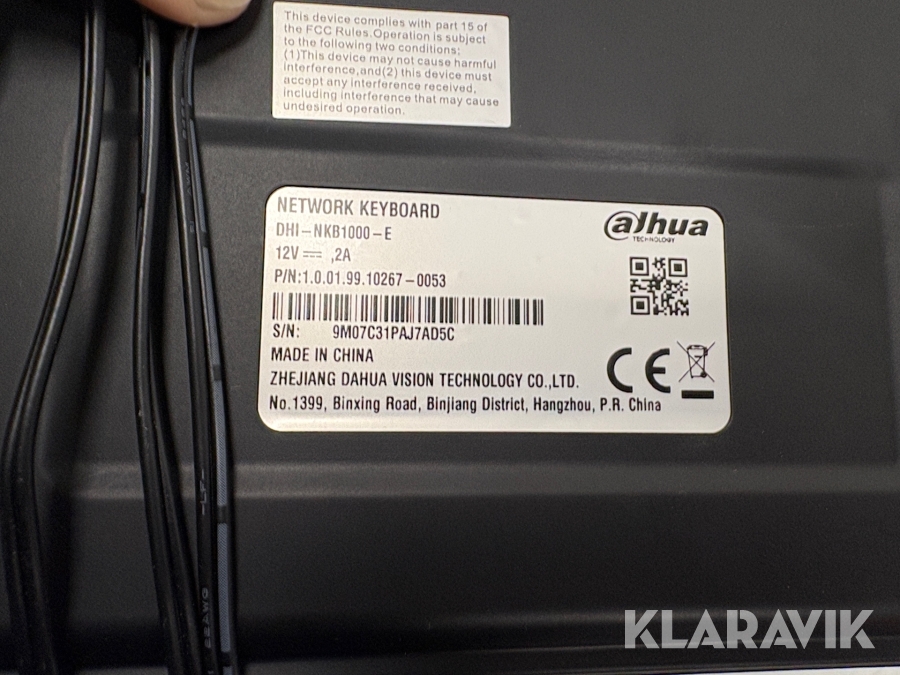 This device complies with part 15 of
the FCC Rules.Operation is subject
to the following two conditions:
(1)This device may not cause harmful
interference,and(2) this device must
accept any interference received,
including interference that may cause
undesired operation.
NETWORK KEYBOARD
DHI-NKB1000-E
12V⎓ ,2A
P/N:1.0.01.99.10267-0053
S/N: 9M07C31PAJ7AD5C
MADE IN CHINA
ZHEJIANG DAHUA VISION TECHNOLOGY CO.,LTD.
No.1399, Binxing Road, Binjiang District, Hangzhou, P.R. China
alhua
TECHNOLOGY
CE
-LF-
22AWG
KLARAVIK